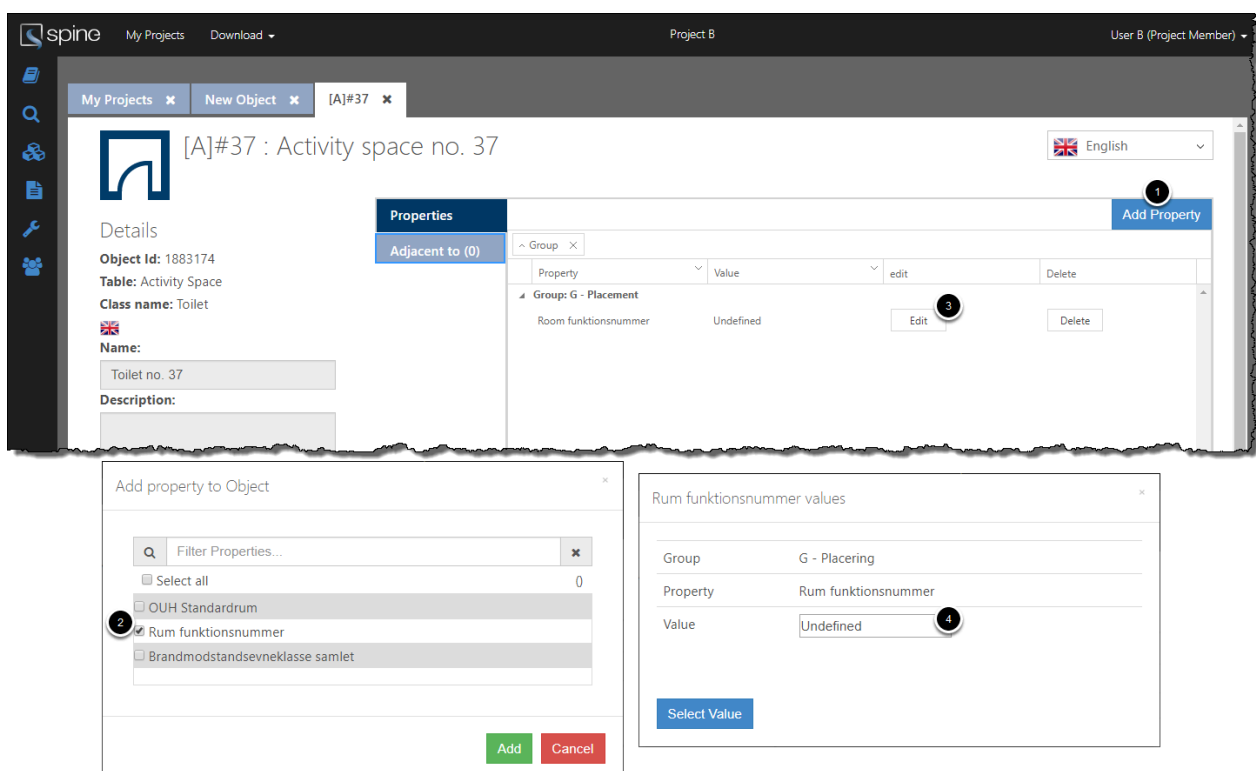 spine My Projects Download Project B User B (Project Member)
My Projects × New Object × [A]#37 ×
[A]#37 : Activity space no. 37
English
1
Add Property
Properties
Adjacent to (0)
Group ×
Property Value edit Delete
Group: G - Placement
3
Room funktionsnummer Undefined Edit Delete
Details
Object Id: 1883174
Table: Activity Space
Class name: Toilet
Name:
Toilet no. 37
Description:
Add property to Object ×
Filter Properties... ×
Select all ()
OUH Standardrum
2
Rum funktionsnummer
Brandmodstandsevneklasse samlet
Add Cancel
Rum funktionsnummer values ×
Group G - Placering
Property Rum funktionsnummer
Value Undefined 4
Select Value